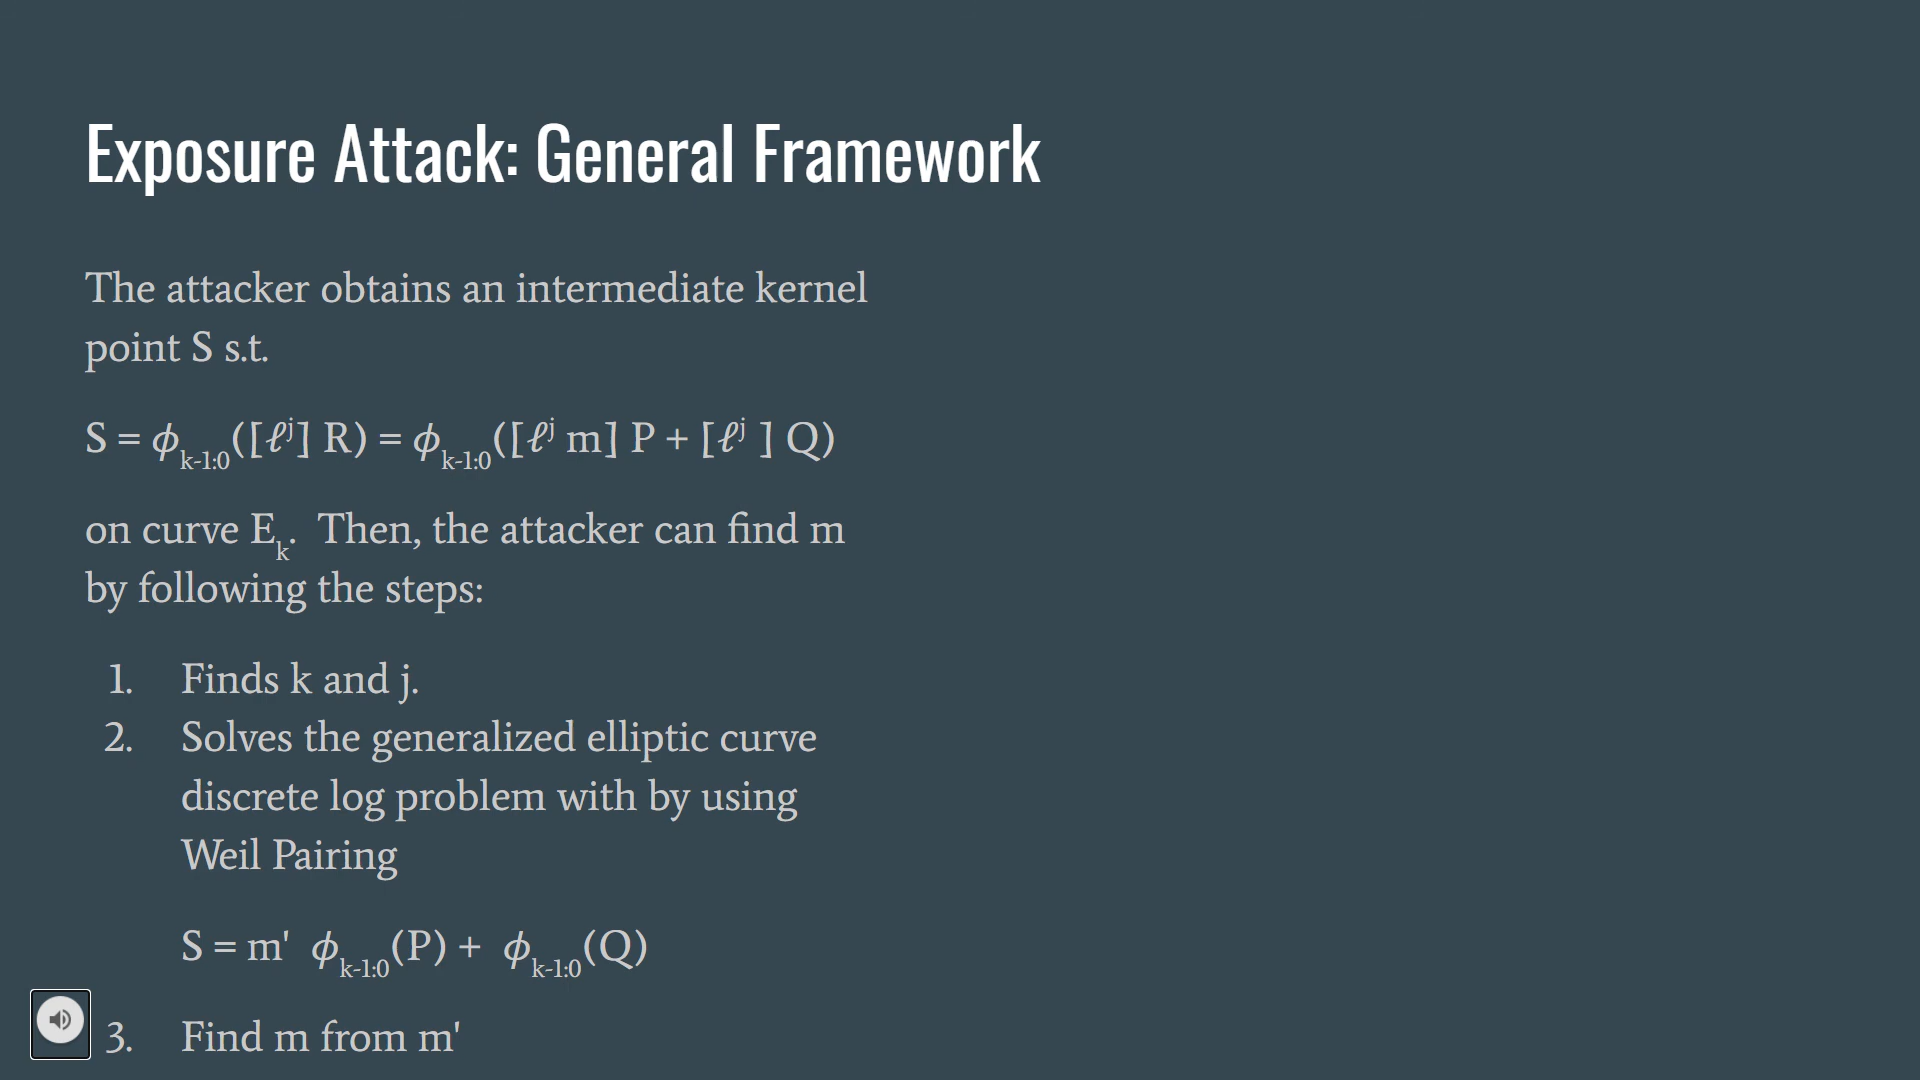 Exposure Attack: General Framework
The attacker obtains an intermediate kernel
point S s.t.
S = ϕk-1:0([ℓʲ] R) = ϕk-1:0([ℓʲ m] P + [ℓʲ ] Q)
on curve Ek. Then, the attacker can find m
by following the steps:
1. Finds k and j.
2. Solves the generalized elliptic curve
discrete log problem with by using
Weil Pairing
S = m' ϕk-1:0(P) + ϕk-1:0(Q)
3. Find m from m'